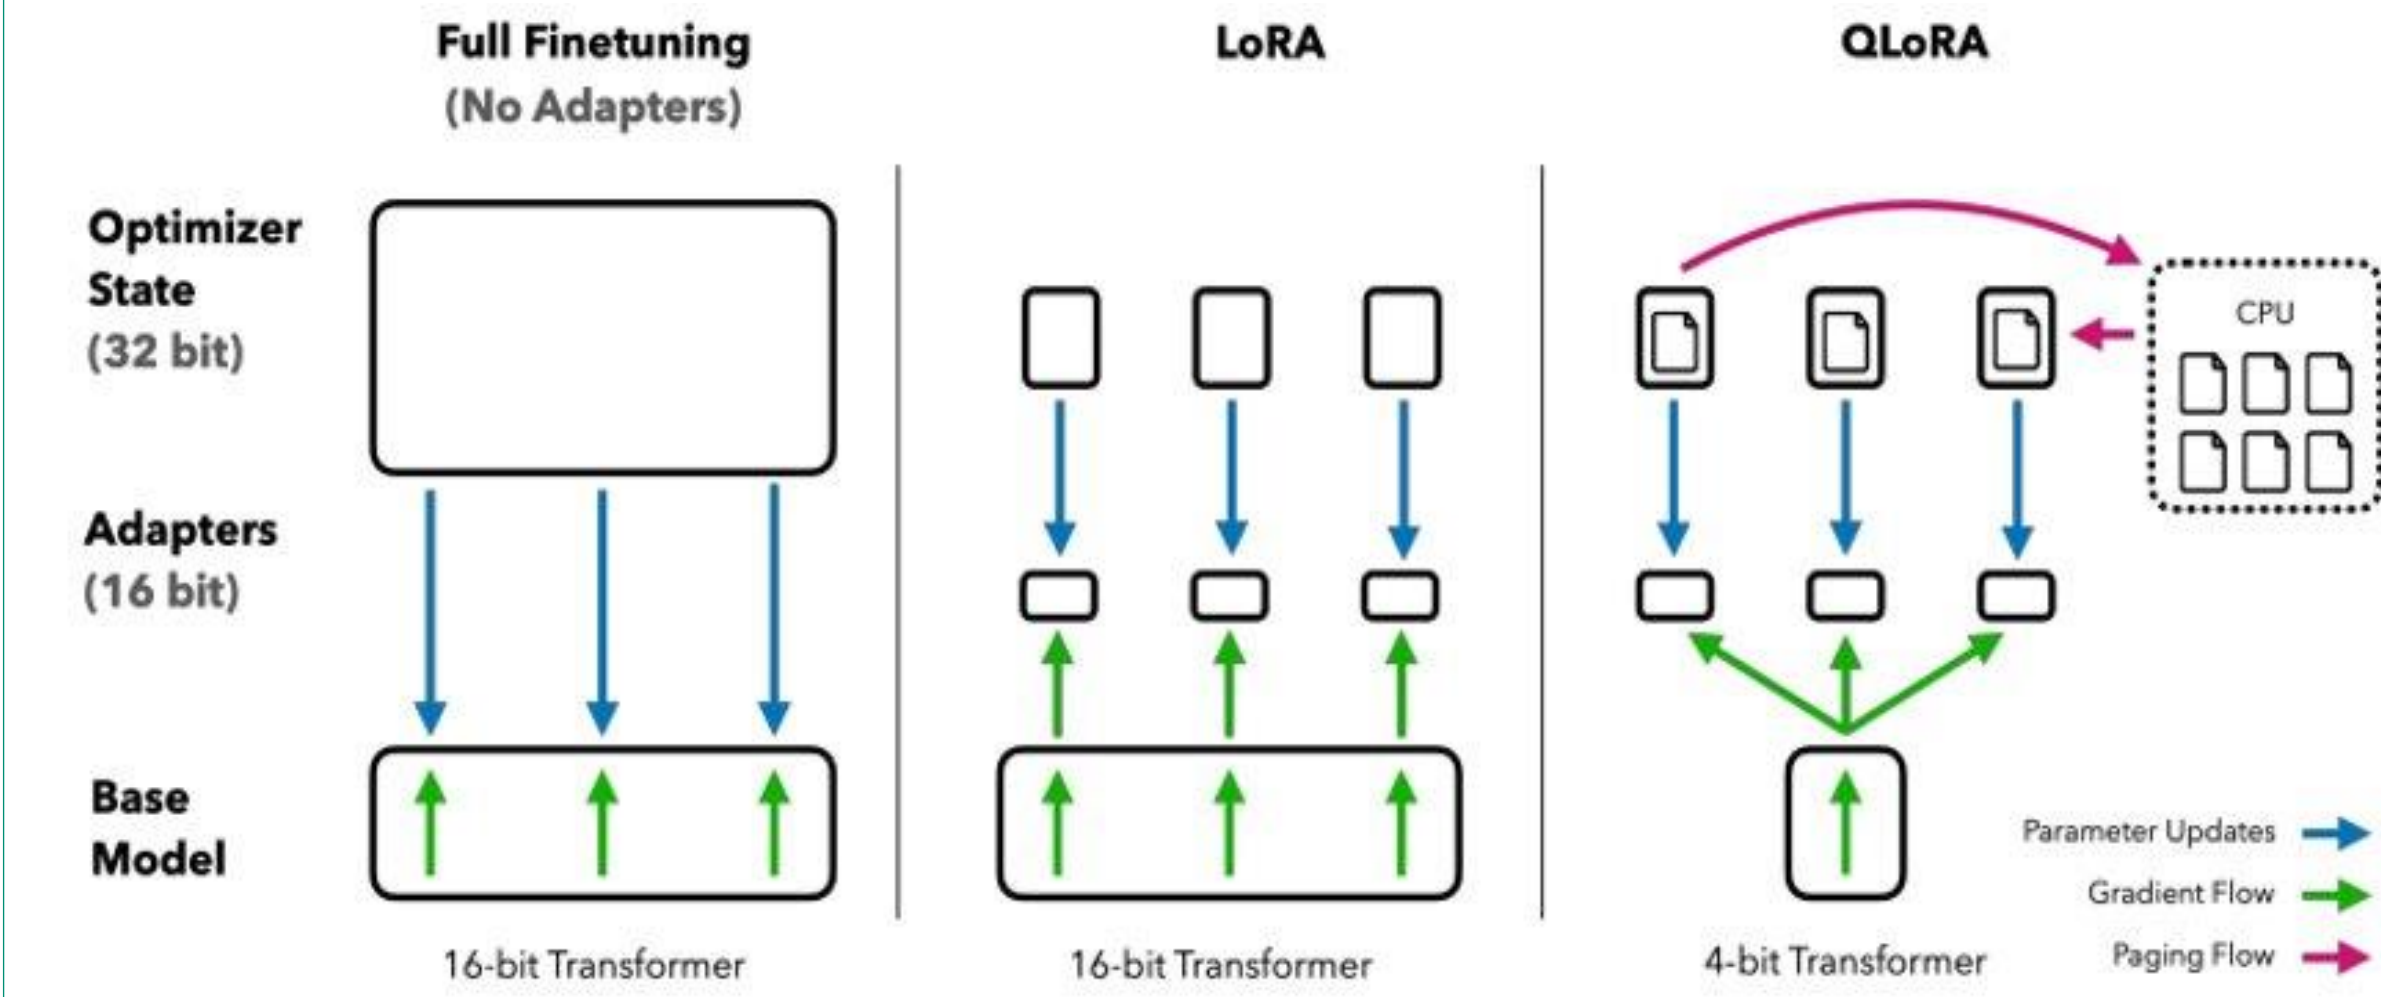 Full Finetuning
(No Adapters)
LoRA
QLoRA
Optimizer
State
(32 bit)
CPU
Adapters
(16 bit)
Base
Model
Parameter Updates
Gradient Flow
Paging Flow
16-bit Transformer
16-bit Transformer
4-bit Transformer